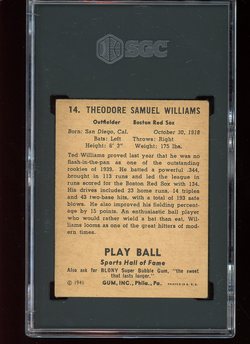 SGC
14. THEODORE SAMUEL WILLIAMS
Outfielder Boston Red Sox
Born: San Diego, Cal. October 30, 1918
Bats: Left Throws: Right
Height: 6' 3" Weight: 175 lbs.
Ted Williams proved last year that he was no
flash-in-the-pan as one of the outstanding
rookies of 1939. He batted a powerful .344,
brought in 113 runs and led the league in
runs scored for the Boston Red Sox with 134.
His drives included 23 home runs, 14 triples
and 43 two-base hits, with a total of 193 safe
blows. He also improved his fielding percent-
age by 15 points. An enthusiastic ball player
who would rather wield a bat than eat, Wil-
liams looms as one of the great hitters of mod-
ern times.
PLAY BALL
Sports Hall of Fame
Also ask for BLONY Super Bubble Gum, "the sweet
that lasts longer."
© 1941 GUM, INC., Phila., Pa. PRINTED IN U. S. A.